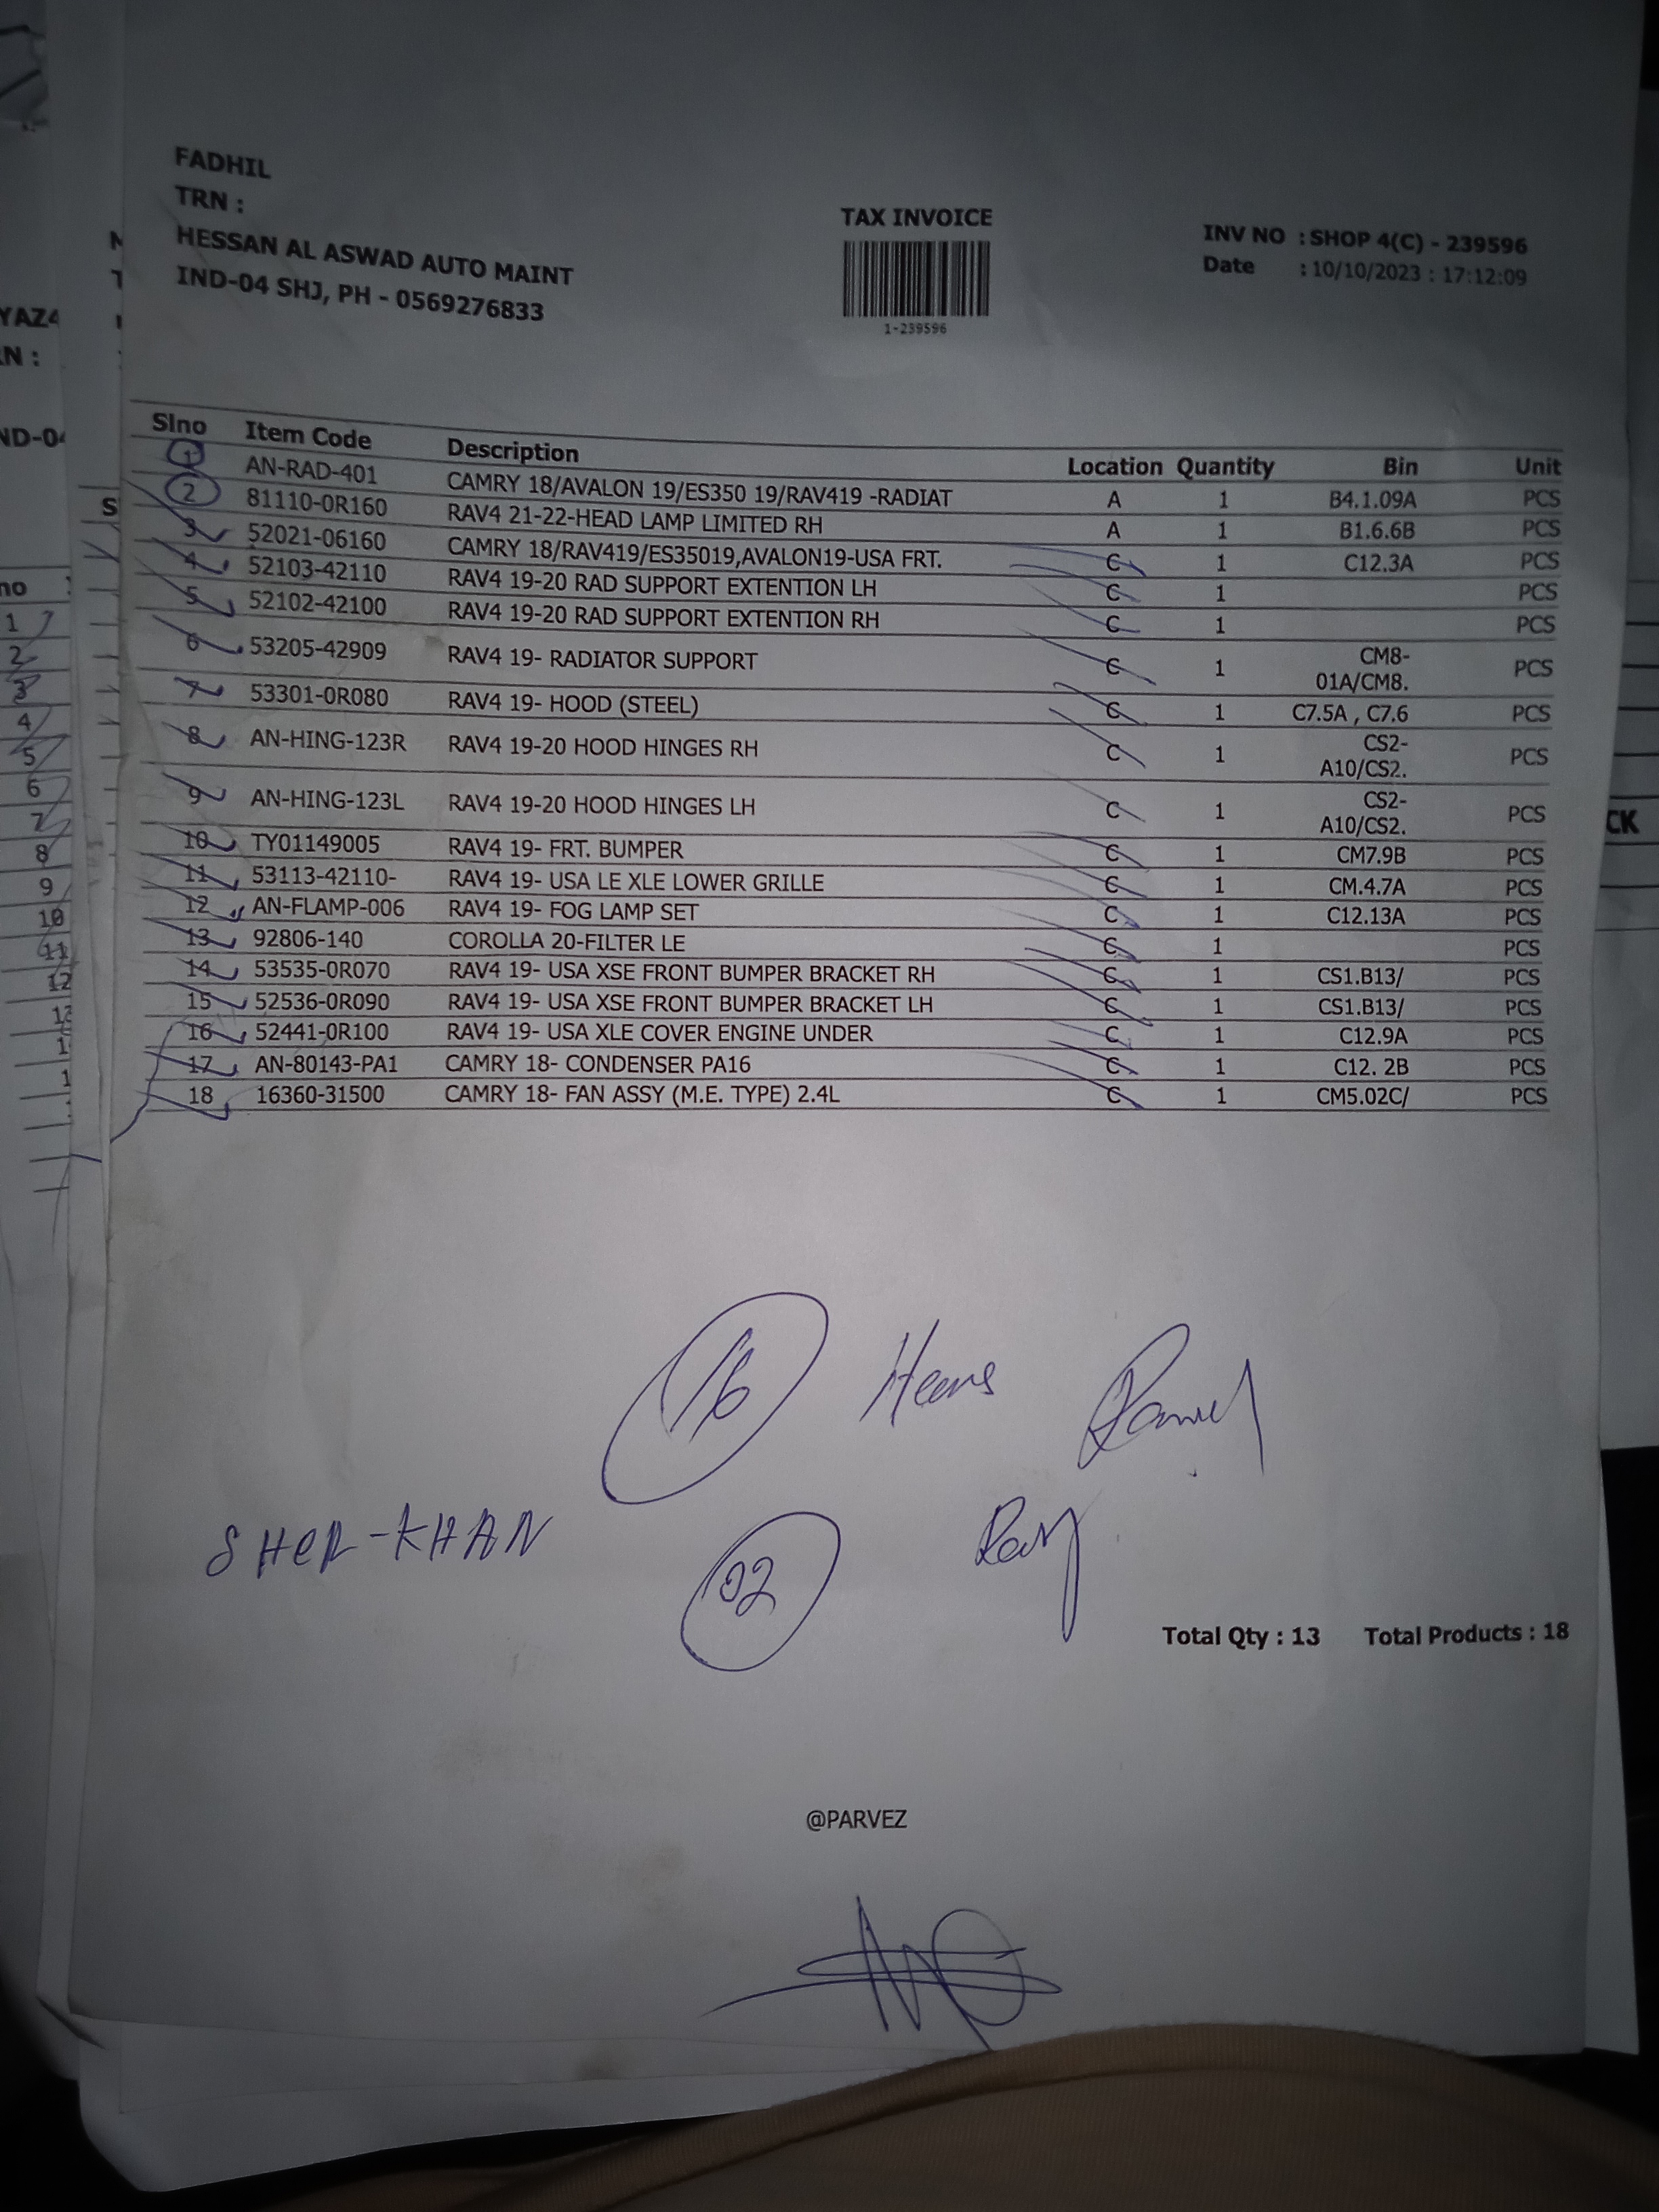 FADHIL
TRN :
HESSAN AL ASWAD AUTO MAINT
IND-04 SHJ, PH - 0569276833
TAX INVOICE
1-239596
INV NO : SHOP 4(C) - 239596
Date : 10/10/2023 : 17:12:09
Slno Item Code Description Location Quantity Bin Unit
1 AN-RAD-401 CAMRY 18/AVALON 19/ES350 19/RAV419 -RADIAT A 1 B4.1.09A PCS
2 81110-0R160 RAV4 21-22-HEAD LAMP LIMITED RH A 1 B1.6.6B PCS
3 52021-06160 CAMRY 18/RAV419/ES35019,AVALON19-USA FRT. C 1 C12.3A PCS
4 52103-42110 RAV4 19-20 RAD SUPPORT EXTENTION LH C 1 PCS
5 52102-42100 RAV4 19-20 RAD SUPPORT EXTENTION RH C 1 PCS
6 53205-42909 RAV4 19- RADIATOR SUPPORT C 1 CM8-
01A/CM8. PCS
7 53301-0R080 RAV4 19- HOOD (STEEL) C 1 C7.5A , C7.6 PCS
8 AN-HING-123R RAV4 19-20 HOOD HINGES RH C 1 CS2-
A10/CS2. PCS
9 AN-HING-123L RAV4 19-20 HOOD HINGES LH C 1 CS2-
A10/CS2. PCS
10 TY01149005 RAV4 19- FRT. BUMPER C 1 CM7.9B PCS
11 53113-42110- RAV4 19- USA LE XLE LOWER GRILLE C 1 CM.4.7A PCS
12 AN-FLAMP-006 RAV4 19- FOG LAMP SET C 1 C12.13A PCS
13 92806-140 COROLLA 20-FILTER LE C 1 PCS
14 53535-0R070 RAV4 19- USA XSE FRONT BUMPER BRACKET RH C 1 CS1.B13/ PCS
15 52536-0R090 RAV4 19- USA XSE FRONT BUMPER BRACKET LH C 1 CS1.B13/ PCS
16 52441-0R100 RAV4 19- USA XLE COVER ENGINE UNDER C 1 C12.9A PCS
17 AN-80143-PA1 CAMRY 18- CONDENSER PA16 C 1 C12. 2B PCS
18 16360-31500 CAMRY 18- FAN ASSY (M.E. TYPE) 2.4L C 1 CM5.02C/ PCS
16
SHER-KHAN
02
Total Qty : 13 Total Products : 18
@PARVEZ